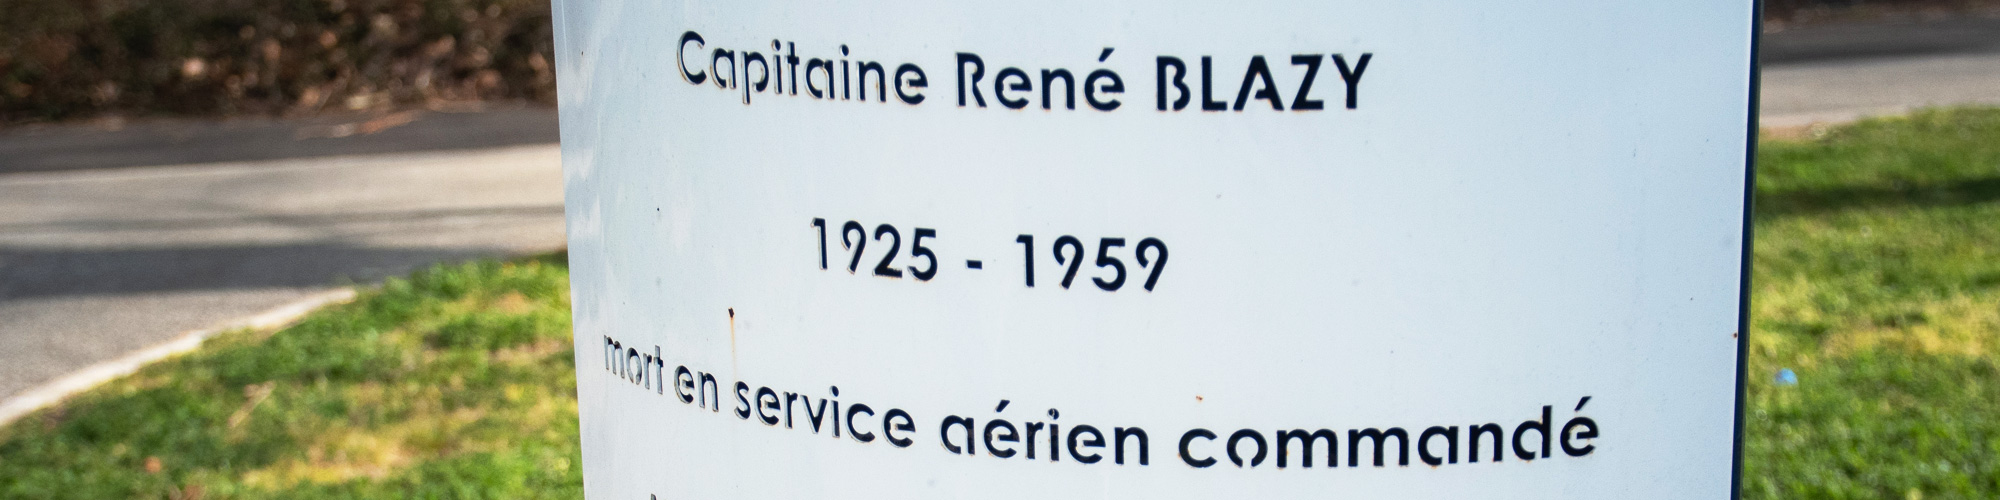 Capitaine René BLAZY
1925 - 1959
mort en service aérien commandé